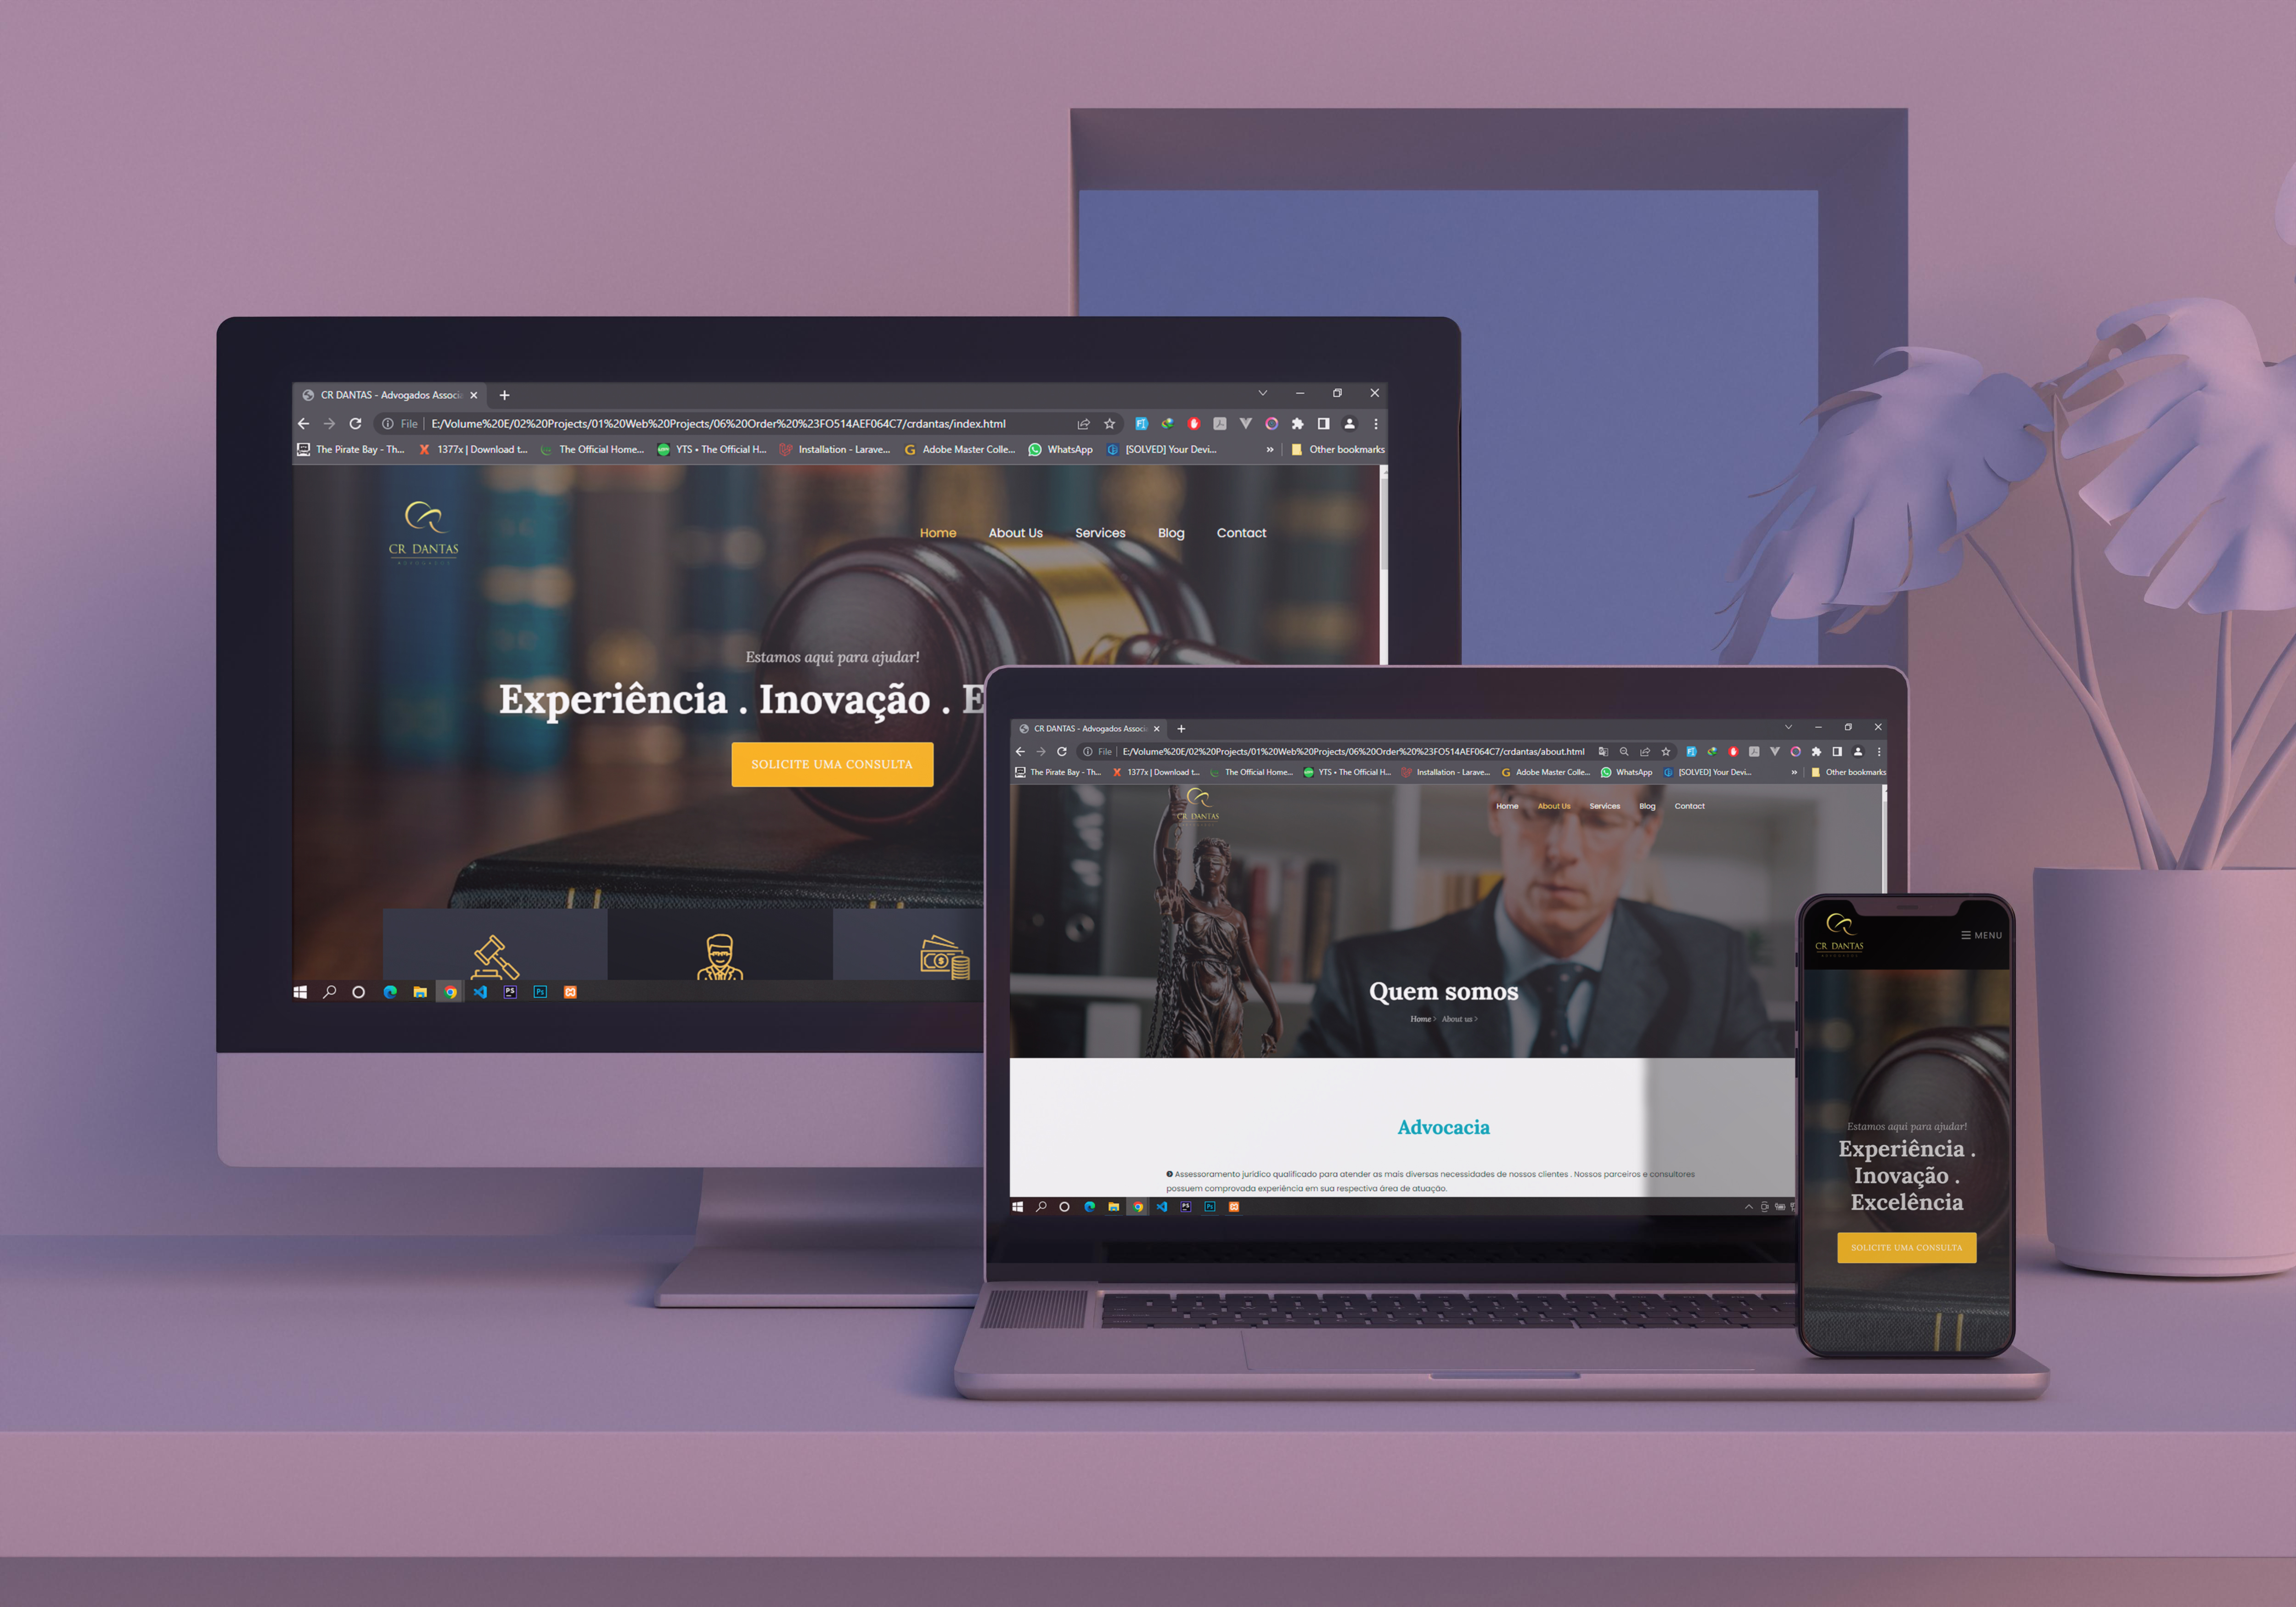 CR DANTAS - Advogados Associa
File E:/Volume%20E/02%20Projects/01%20Web%20Projects/06%20Order%20%23FO514AEF064C7/crdantas/index.html
The Pirate Bay - Th... 1377x | Download t... The Official Home... YTS • The Official H... Installation - Larave... Adobe Master Colle... WhatsApp [SOLVED] Your Devi... » Other bookmarks
CR DANTAS
ADVOGADOS
Home About Us Services Blog Contact
Estamos aqui para ajudar!
Experiência . Inovação . E
SOLICITE UMA CONSULTA
CR DANTAS - Advogados Associa
File E:/Volume%20E/02%20Projects/01%20Web%20Projects/06%20Order%20%23FO514AEF064C7/crdantas/about.html
The Pirate Bay - Th... 1377x | Download t... The Official Home... YTS • The Official H... Installation - Larave... Adobe Master Colle... WhatsApp [SOLVED] Your Devi... » Other bookmarks
CR DANTAS
Home About Us Services Blog Contact
Quem somos
Home > About us >
Advocacia
Assessoramento jurídico qualificado para atender as mais diversas necessidades de nossos clientes . Nossos parceiros e consultores
possuem comprovada experiência em sua respectiva área de atuação.
CR DANTAS
ADVOGADOS
MENU
Estamos aqui para ajudar!
Experiência .
Inovação .
Excelência
SOLICITE UMA CONSULTA